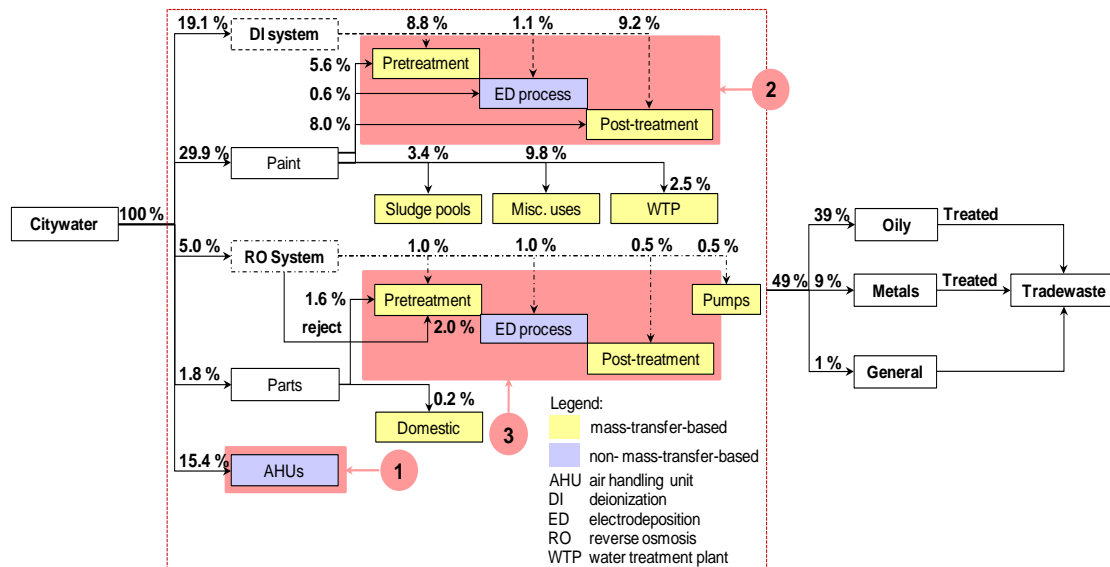 19.1 % DI system 8.8 % 1.1 % 9.2 %
5.6 % Pretreatment
0.6 % ED process 2
8.0 % Post-treatment
29.9 % Paint 3.4 % 9.8 %
2.5 %
Sludge pools Misc. uses WTP
Citywater 100 %
39 % Oily Treated
5.0 % RO System 1.0 % 1.0 % 0.5 % 0.5 %
1.6 % Pretreatment Pumps 49 % 9 % Metals Treated Tradewaste
reject 2.0 % ED process
Post-treatment
1 % General
1.8 % Parts
0.2 %
Domestic 3
15.4 % AHUs 1
Legend:
mass-transfer-based
non- mass-transfer-based
AHU air handling unit
DI deionization
ED electrodeposition
RO reverse osmosis
WTP water treatment plant